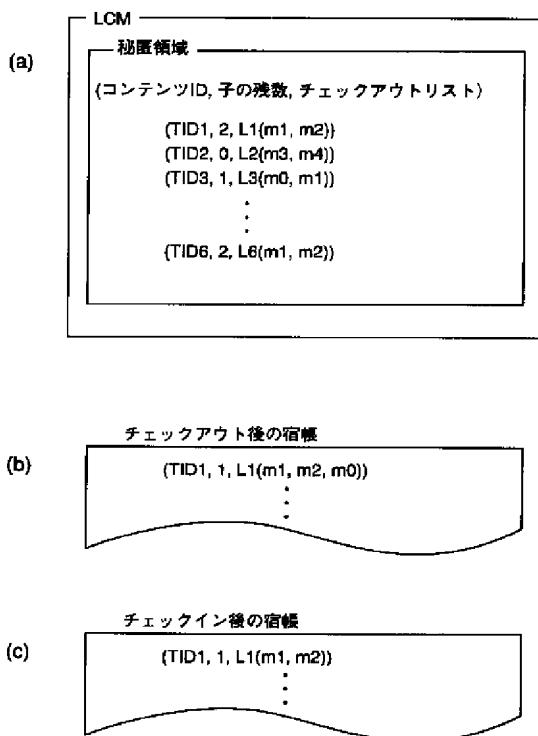 LCM
(a)
秘匿領域
(コンテンツID, 子の残数, チェックアウトリスト)
(TID1, 2, L1(m1, m2))
(TID2, 0, L2(m3, m4))
(TID3, 1, L3(m0, m1))
(TID6, 2, L6(m1, m2))
チェックアウト後の宿帳
(b)
(TID1, 1, L1(m1, m2, m0))
チェックイン後の宿帳
(c)
(TID1, 1, L1(m1, m2))